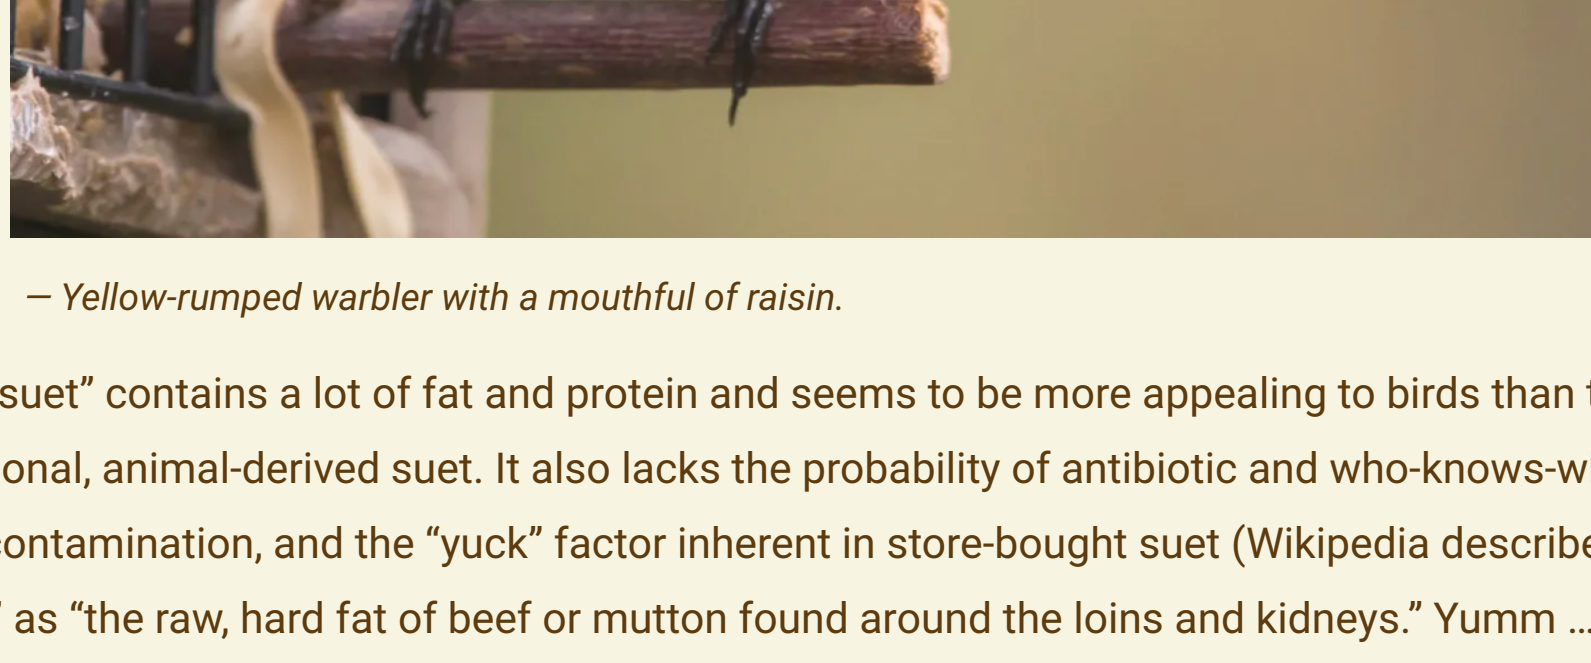 — Yellow-rumped warbler with a mouthful of raisin.
suet” contains a lot of fat and protein and seems to be more appealing to birds than
onal, animal-derived suet. It also lacks the probability of antibiotic and who-knows-w
contamination, and the “yuck” factor inherent in store-bought suet (Wikipedia describe
” as “the raw, hard fat of beef or mutton found around the loins and kidneys.” Yumm ...